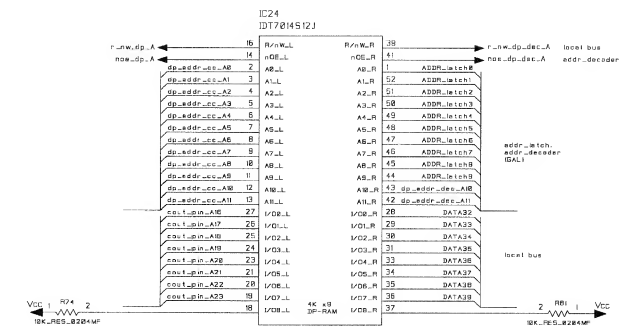 IC24
IDT7014S12J
r_nw_dp_A 16 R/nW_L R/nW_R 39 r_nw_dp_dec_A local bus
noe_dp_A 14 nOE_L nOE_R 41 noe_dp_dec_A addr_decoder
dp_addr_cc_A0 2 A0_L A0_R 1 ADDR_latch0
dp_addr_cc_A1 3 A1_L A1_R 52 ADDR_latch1
dp_addr_cc_A2 4 A2_L A2_R 51 ADDR_latch2
dp_addr_cc_A3 5 A3_L A3_R 50 ADDR_latch3
dp_addr_cc_A4 6 A4_L A4_R 49 ADDR_latch4
dp_addr_cc_A5 7 A5_L A5_R 48 ADDR_latch5
dp_addr_cc_A6 8 A6_L A6_R 47 ADDR_latch6
dp_addr_cc_A7 9 A7_L A7_R 46 ADDR_latch7
dp_addr_cc_A8 10 A8_L A8_R 45 ADDR_latch8
dp_addr_cc_A9 11 A9_L A9_R 44 ADDR_latch9
dp_addr_cc_A10 12 A10_L A10_R 43 dp_addr_dec_A10
dp_addr_cc_A11 13 A11_L A11_R 42 dp_addr_dec_A11
addr_latch.
addr_decoder
(GAL)
cout_pin_A16 27 I/O0_L I/O0_R 28 DATA32
cout_pin_A17 26 I/O1_L I/O1_R 29 DATA33
cout_pin_A18 25 I/O2_L I/O2_R 30 DATA34
cout_pin_A19 24 I/O3_L I/O3_R 31 DATA35
cout_pin_A20 23 I/O4_L I/O4_R 33 DATA36
cout_pin_A21 21 I/O5_L I/O5_R 34 DATA37
cout_pin_A22 20 I/O6_L I/O6_R 35 DATA38
cout_pin_A23 19 I/O7_L I/O7_R 36 DATA39
local bus
18 I/O8_L I/O8_R 37
4K x9
DP-RAM
Vcc 1 R74 2
10K_RES_0204MF
2 R81 1 Vcc
10K_RES_0204MF